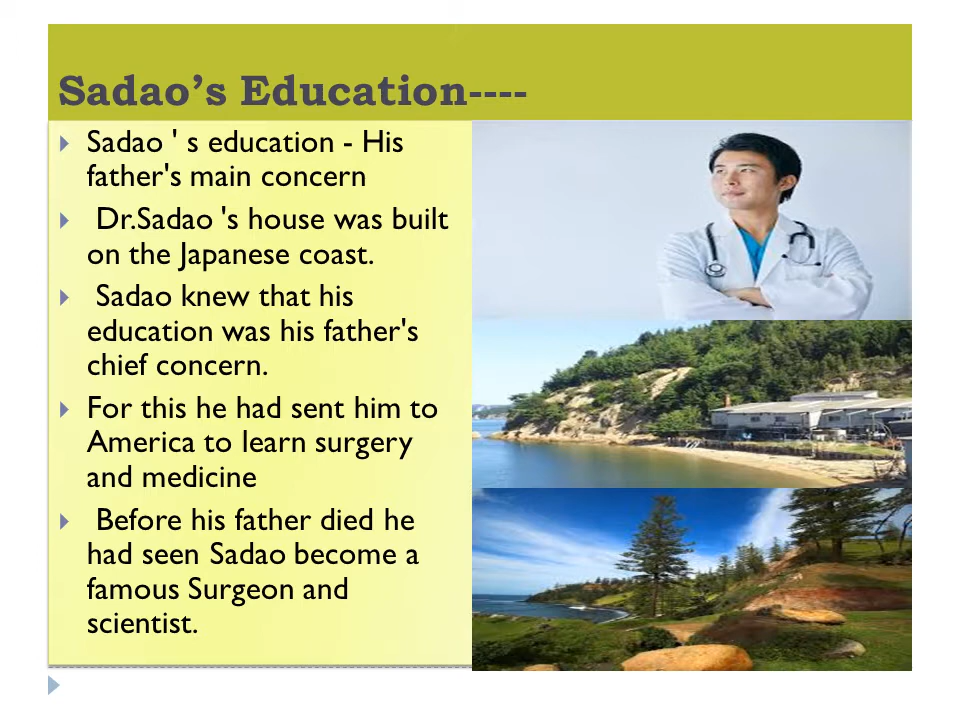 Sadao’s Education----
Sadao ' s education - His
father's main concern
Dr.Sadao 's house was built
on the Japanese coast.
Sadao knew that his
education was his father's
chief concern.
For this he had sent him to
America to learn surgery
and medicine
Before his father died he
had seen Sadao become a
famous Surgeon and
scientist.